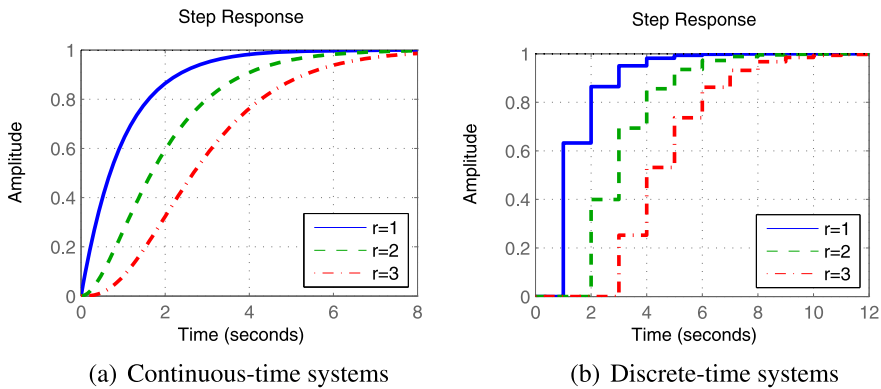 Step Response
1
0.8
0.6
0.4
0.2
0
Amplitude
r=1
r=2
r=3
0 2 4 6 8
Time (seconds)
(a) Continuous-time systems
Step Response
1
0.8
0.6
0.4
0.2
0
Amplitude
r=1
r=2
r=3
0 2 4 6 8 10 12
Time (seconds)
(b) Discrete-time systems